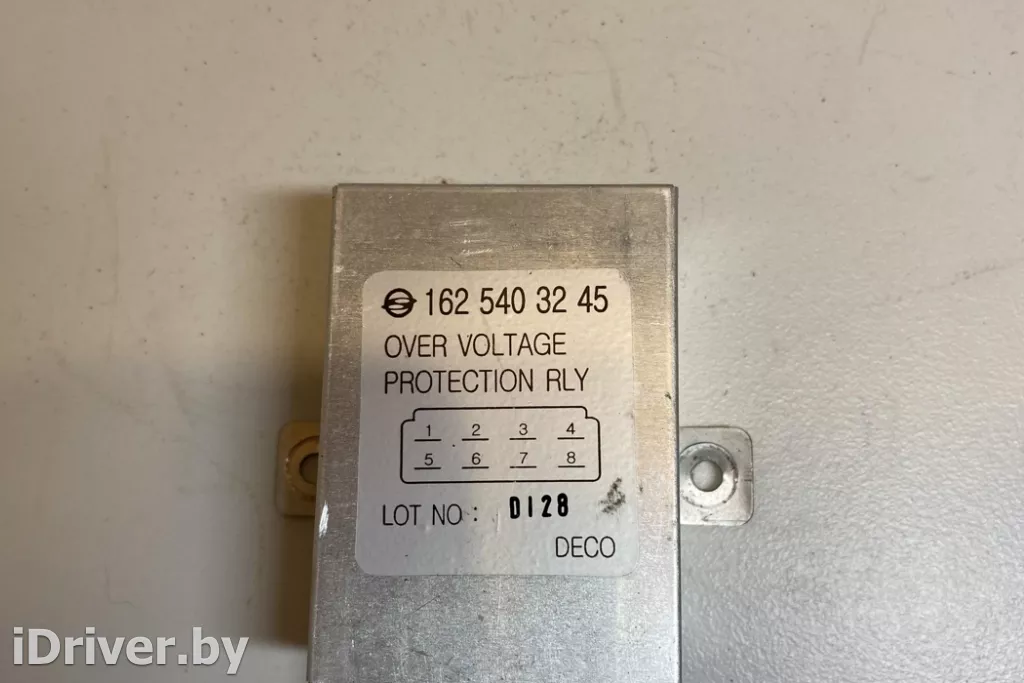 162 540 32 45
OVER VOLTAGE
PROTECTION RLY
1 2 3 4
5 6 7 8
LOT NO : D128
DECO
iDriver.by